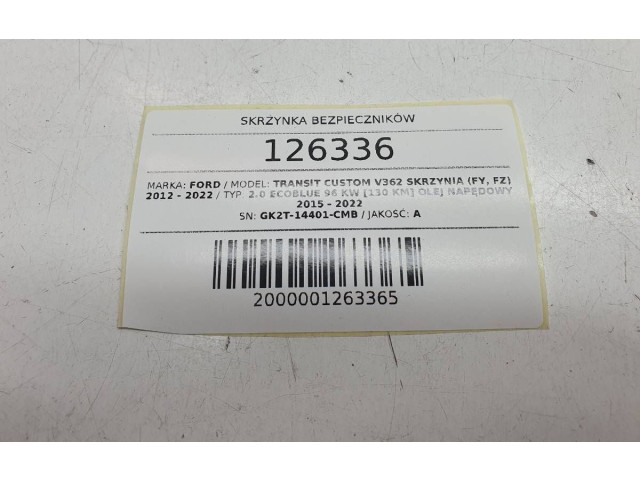 SKRZYNKA BEZPIECZNIKÓW
126336
MARKA: FORD / MODEL: TRANSIT CUSTOM V362 SKRZYNIA (FY, FZ)
2012 - 2022 / TYP: 2.0 ECOBLUE 96 KW [130 KM] OLEJ NAPĘDOWY
2015 - 2022
SN: GK2T-14401-CMB / JAKOŚĆ: A
2000001263365